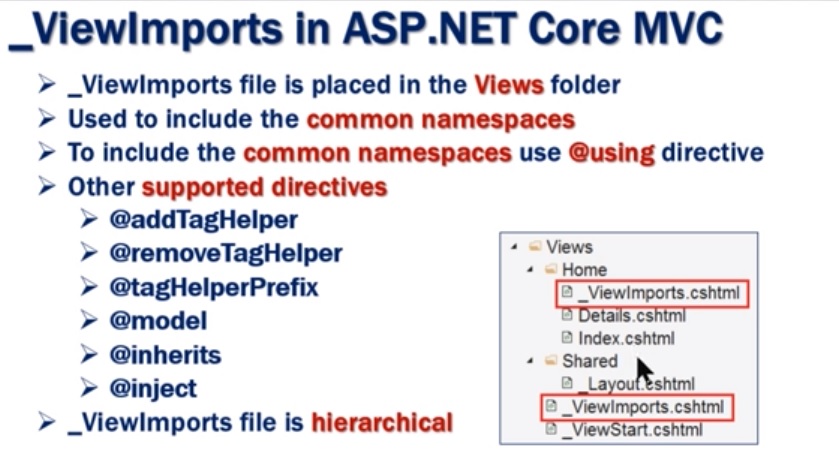 _ViewImports in ASP.NET Core MVC
_ViewImports file is placed in the Views folder
Used to include the common namespaces
To include the common namespaces use @using directive
Other supported directives
@addTagHelper
@removeTagHelper
@tagHelperPrefix
@model
@inherits
@inject
_ViewImports file is hierarchical
Views
Home
_ViewImports.cshtml
Details.cshtml
Index.cshtml
Shared
_Layout.cshtml
_ViewImports.cshtml
_ViewStart.cshtml